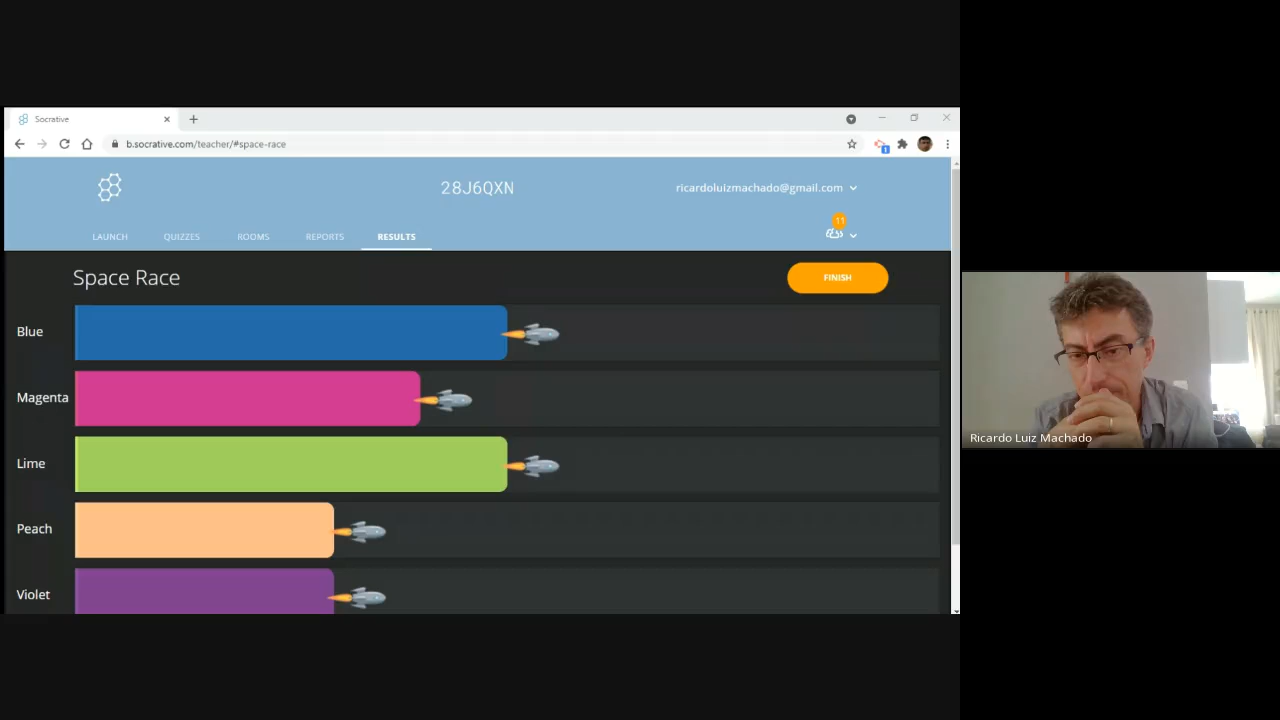 Socrative
b.socrative.com/teacher/#space-race
1
28J6QXN
ricardoluizmachado@gmail.com
11
LAUNCH QUIZZES ROOMS REPORTS RESULTS
Space Race
FINISH
Blue
Magenta
Lime
Peach
Violet
Ricardo Luiz Machado